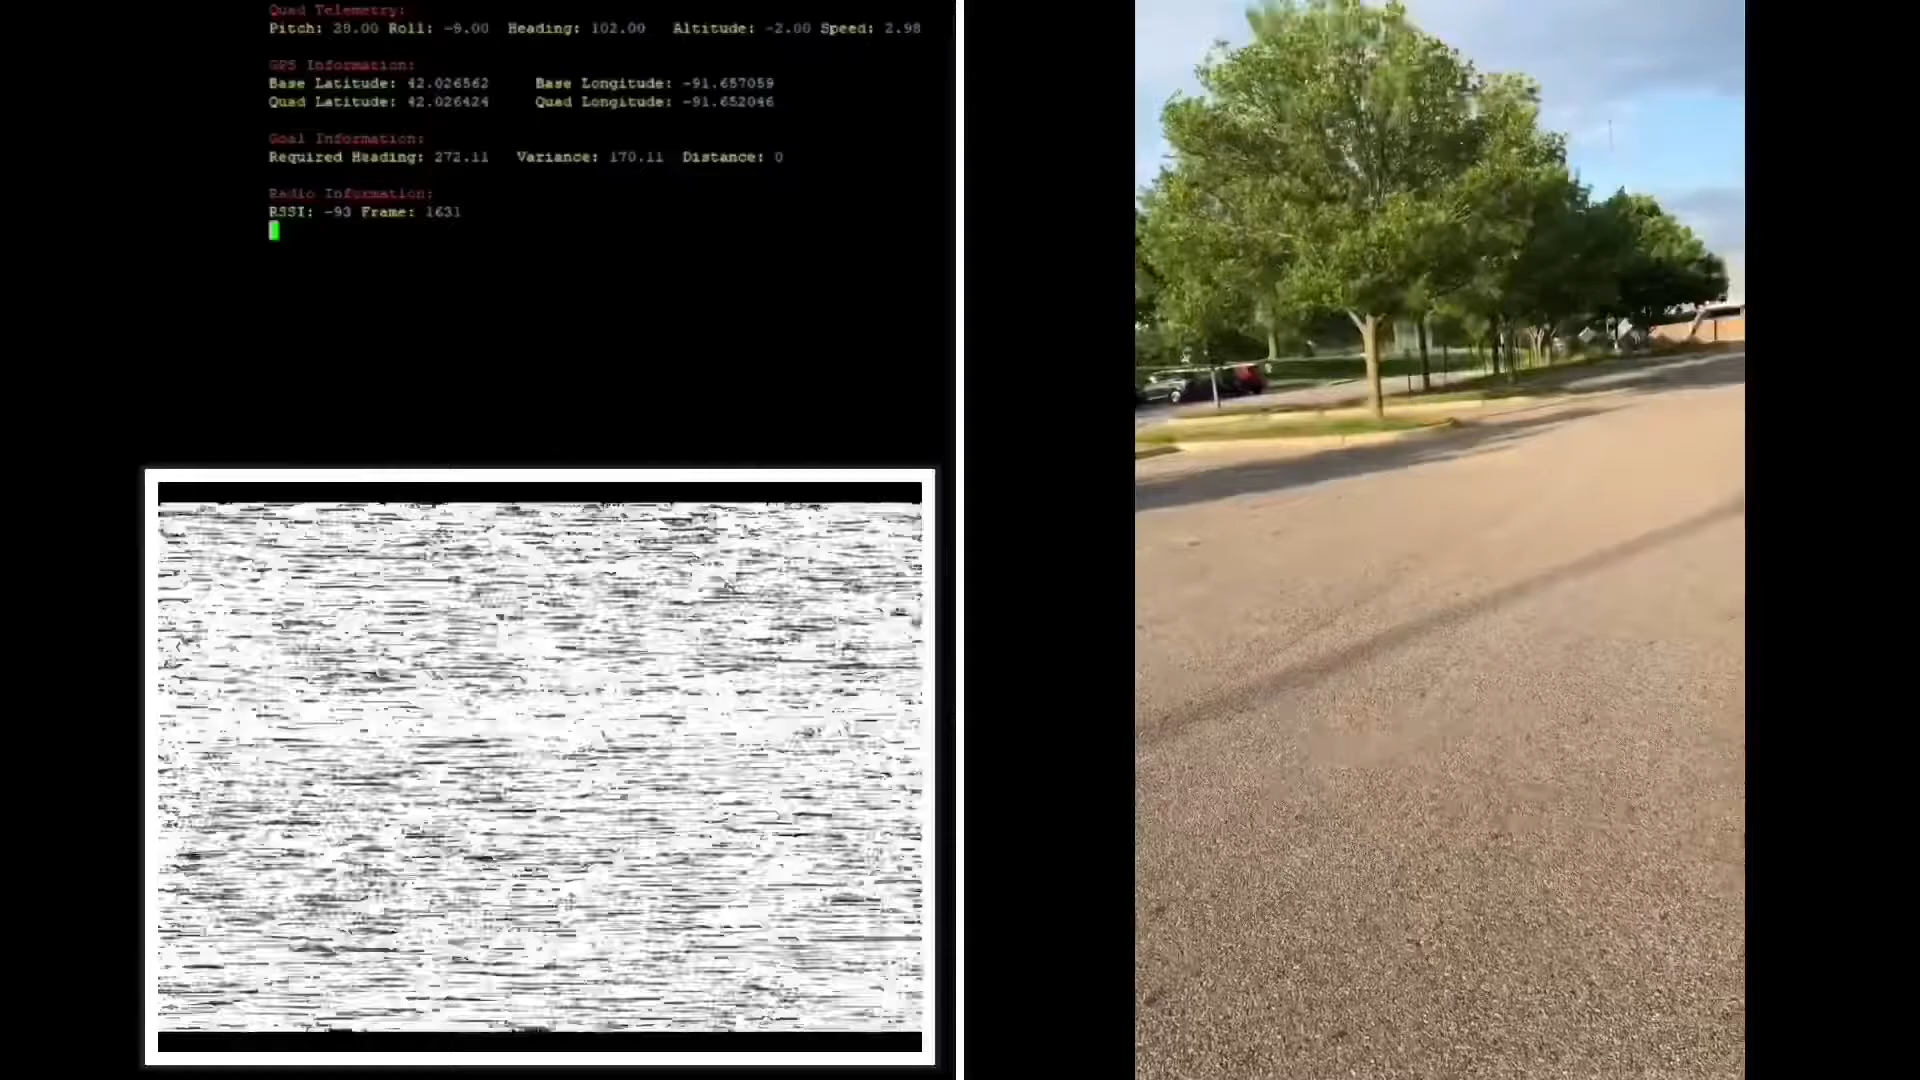 Quad Telemetry:
Pitch: 28.00 Roll: -9.00 Heading: 102.00 Altitude: -2.00 Speed: 2.98
GPS Information:
Base Latitude: 42.026562 Base Longitude: -91.657059
Quad Latitude: 42.026424 Quad Longitude: -91.652046
Goal Information:
Required Heading: 272.11 Variance: 170.11 Distance: 0
Radio Information:
RSSI: -93 Frame: 1631